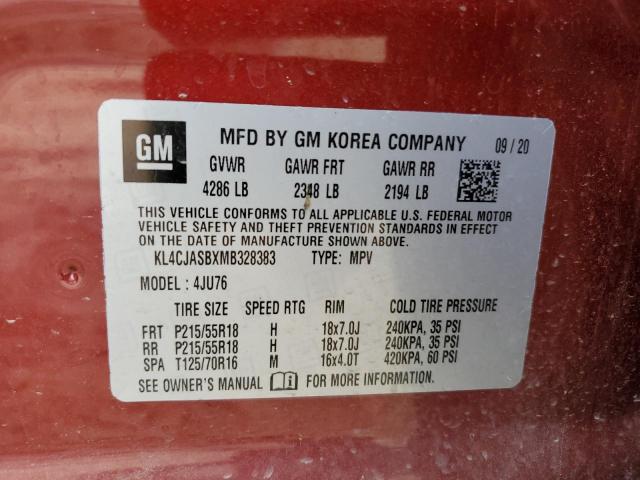 GM MFD BY GM KOREA COMPANY 09/20
GVWR GAWR FRT GAWR RR
4286 LB 2348 LB 2194 LB
THIS VEHICLE CONFORMS TO ALL APPLICABLE U.S. FEDERAL MOTOR
VEHICLE SAFETY AND THEFT PREVENTION STANDARDS IN EFFECT ON
DATE OF MANUFACTURE SHOWN ABOVE.
KL4CJASBXMB328383 TYPE: MPV
MODEL: 4JU76
TIRE SIZE SPEED RTG RIM COLD TIRE PRESSURE
FRT P215/55R18 H 18x7.0J 240KPA, 35 PSI
RR P215/55R18 H 18x7.0J 240KPA, 35 PSI
SPA T125/70R16 M 16x4.0T 420KPA, 60 PSI
SEE OWNER'S MANUAL FOR MORE INFORMATION.